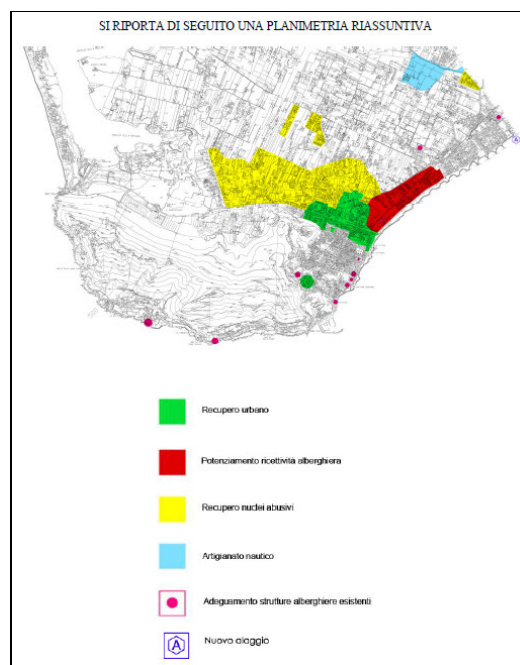 SI RIPORTA DI SEGUITO UNA PLANIMETRIA RIASSUNTIVA
A
Recupero urbano
Potenziamento ricettività alberghiera
Recupero nuclei abusivi
Artigianato nautico
Adeguamento strutture alberghiere esistenti
A
Nuovo alaggio